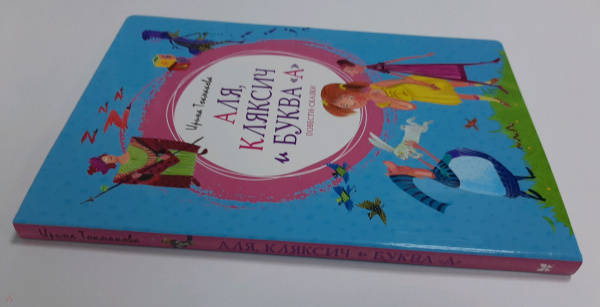 Ирина Токмакова
АЛЯ,
КЛЯКСИЧ
и БУКВА «А»
ПОВЕСТИ-СКАЗКИ
Z Z Z
Ирина Токмакова
АЛЯ, КЛЯКСИЧ и БУКВА «А»